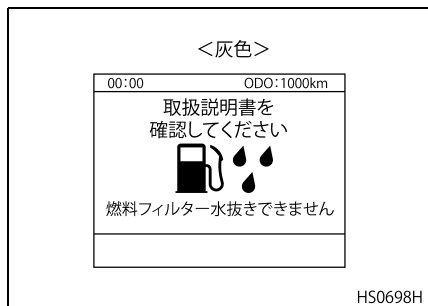 ＜灰色＞
00:00 ODO:1000km
取扱説明書を
確認してください
燃料フィルター水抜きできません
HS0698H